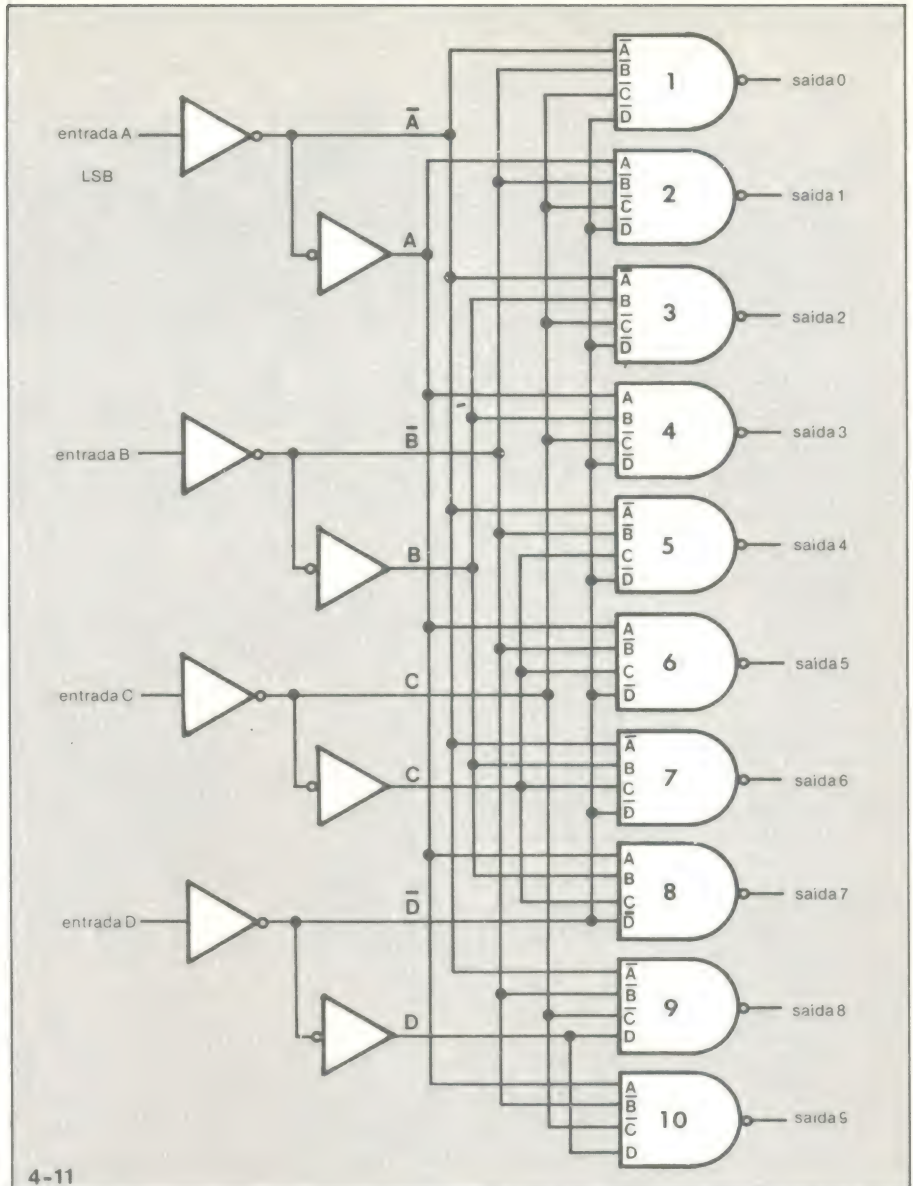 A̅
B̅
C̅
D̅
1
saida 0
entrada A
LSB
A̅
A
A
B̅
C̅
D̅
2
saida 1
A̅
B
C̅
D̅
3
saida 2
A
B
C̅
D̅
4
saida 3
entrada B
B̅
B
A̅
B̅
C
D̅
5
saida 4
A
B̅
C
D̅
6
saida 5
entrada C
C
C
A̅
B
C
D̅
7
saida 6
A
B
C
D̅
8
saida 7
entrada D
D̅
D
A̅
B̅
C̅
D
9
saida 8
A
B̅
C̅
D
10
saida
4-11